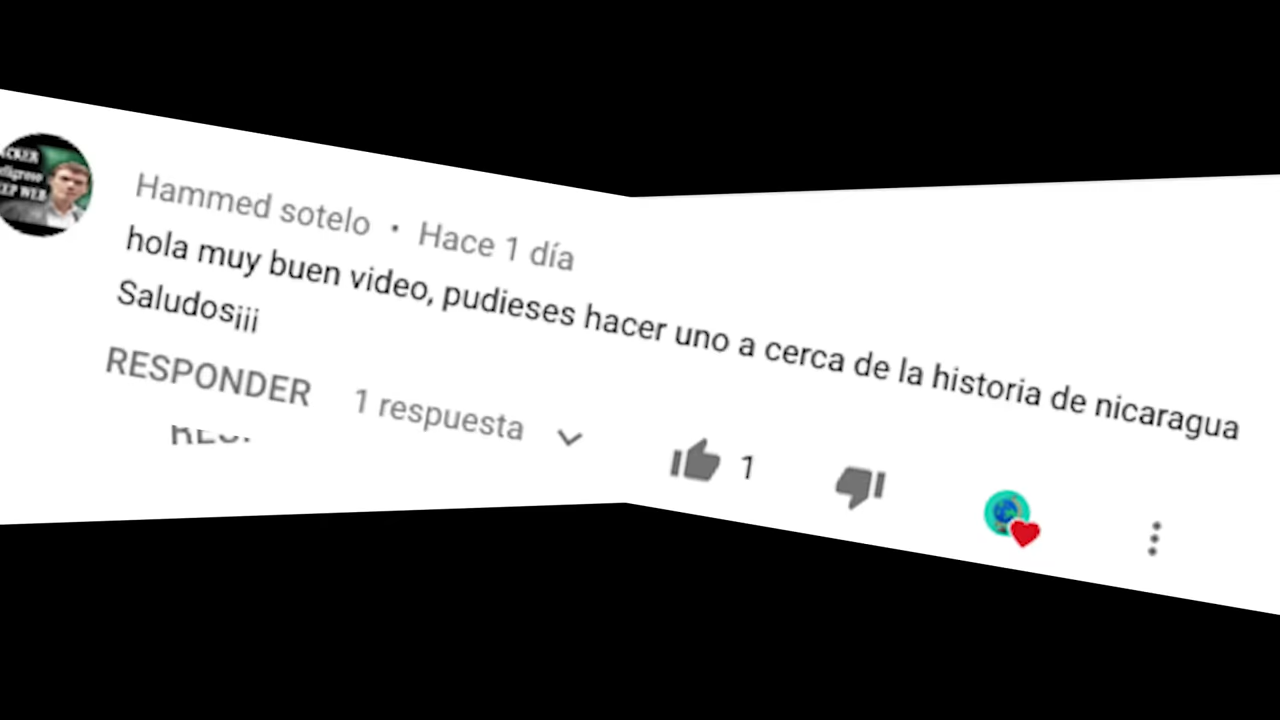 Hammed sotelo • Hace 1 día
hola muy buen video, pudieses hacer uno a cerca de la historia de nicaragua
Saludos¡¡¡
RESPONDER 1 respuesta
1